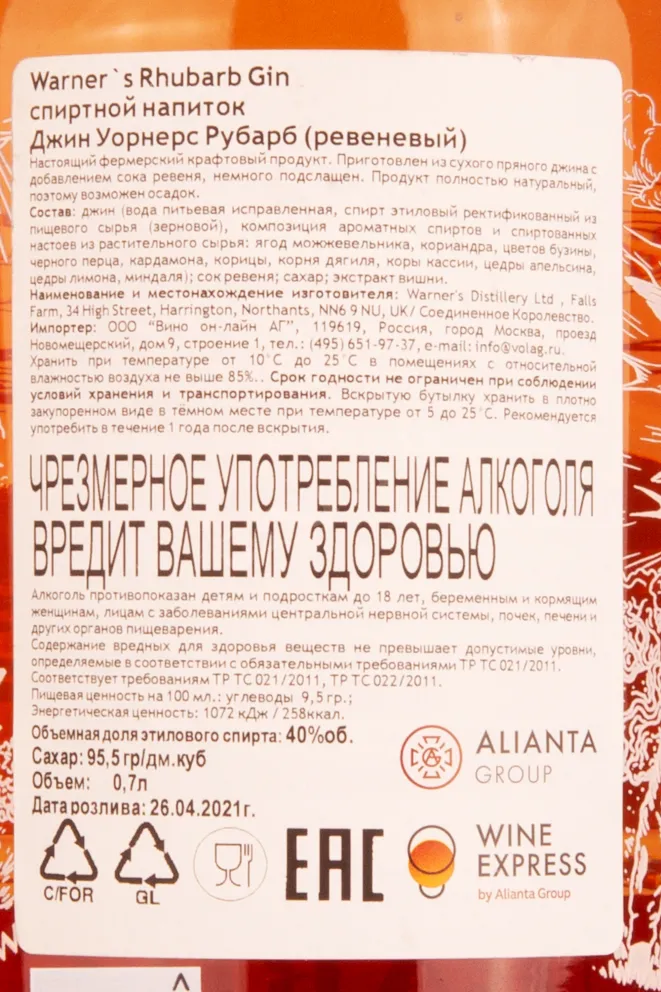 Warner`s Rhubarb Gin
спиртной напиток
Джин Уорнерс Рубарб (ревеневый)
Настоящий фермерский крафтовый продукт. Приготовлен из сухого пряного джина с
добавлением сока ревеня, немного подслащен. Продукт полностью натуральный,
поэтому возможен осадок.
Состав: джин (вода питьевая исправленная, спирт этиловый ректификованный из
пищевого сырья (зерновой), композиция ароматных спиртов и спиртованных
настоев из растительного сырья: ягод можжевельника, кориандра, цветов бузины,
черного перца, кардамона, корицы, корня дягиля, коры кассии, цедры апельсина,
цедры лимона, миндаля); сок ревеня; сахар; экстракт вишни.
Наименование и местонахождение изготовителя: Warner's Distillery Ltd , Falls
Farm, 34 High Street, Harrington, Northants, NN6 9 NU, UK/ Соединенное Королевство.
Импортер: ООО "Вино он-лайн АГ", 119619, Россия, город Москва, проезд
Новомещерский, дом 9, строение 1, тел.: (495) 651-97-37, e-mail: info@volag.ru.
Хранить при температуре от 10°C до 25°C в помещениях с относительной
влажностью воздуха не выше 85%.. Срок годности не ограничен при соблюдении
условий хранения и транспортирования. Вскрытую бутылку хранить в плотно
закупоренном виде в тёмном месте при температуре от 5 до 25°C. Рекомендуется
употребить в течение 1 года после вскрытия.
ЧРЕЗМЕРНОЕ УПОТРЕБЛЕНИЕ АЛКОГОЛЯ
ВРЕДИТ ВАШЕМУ ЗДОРОВЬЮ
Алкоголь противопоказан детям и подросткам до 18 лет, беременным и кормящим
женщинам, лицам с заболеваниями центральной нервной системы, почек, печени и
других органов пищеварения.
Содержание вредных для здоровья веществ не превышает допустимые уровни,
определяемые в соответствии с обязательными требованиями ТР ТС 021/2011.
Соответствует требованиям ТР ТС 021/2011, ТР ТС 022/2011.
Пищевая ценность на 100 мл.: углеводы 9,5 гр.;
Энергетическая ценность: 1072 кДж / 258ккал.
Объемная доля этилового спирта: 40%об.
Сахар: 95,5 гр/дм.куб
Объем: 0,7л
Дата розлива: 26.04.2021г.
ALIANTA
GROUP
C/FOR
GL
EAC
WINE
EXPRESS
by Alianta Group